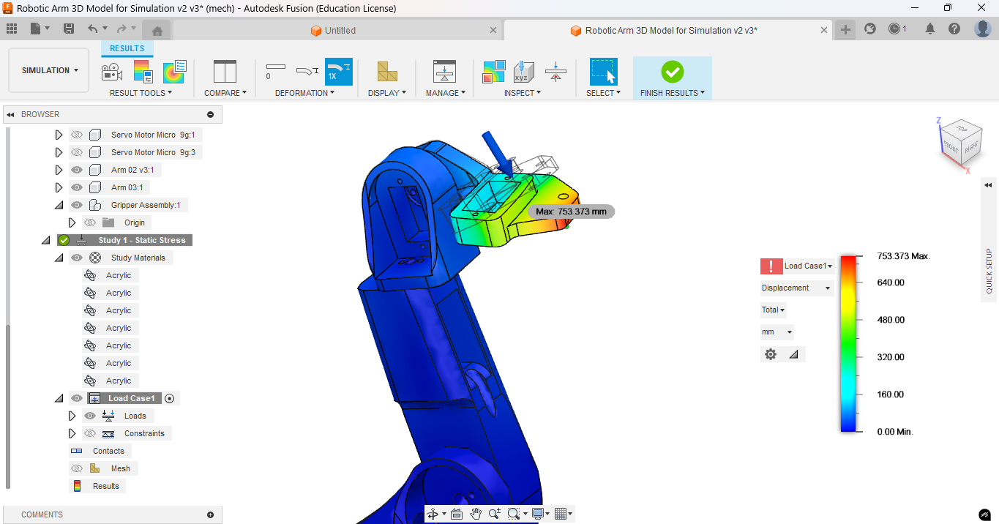 Robotic Arm 3D Model for Simulation v2 v3* (mech) - Autodesk Fusion (Education License)
Untitled
Robotic Arm 3D Model for Simulation v2 v3*
1
RESULTS
SIMULATION
0
1X
xyz
RESULT TOOLS
COMPARE
DEFORMATION
DISPLAY
MANAGE
INSPECT
SELECT
FINISH RESULTS
BROWSER
Servo Motor Micro 9g:1
Servo Motor Micro 9g:3
Arm 02 v3:1
Arm 03:1
Gripper Assembly:1
Origin
Study 1 - Static Stress
Study Materials
Acrylic
Acrylic
Acrylic
Acrylic
Acrylic
Acrylic
Acrylic
Load Case1
Loads
Constraints
Contacts
Mesh
Results
COMMENTS
Max: 753.373 mm
Z
TOP
FRONT
RIGHT
X
QUICK SETUP
Load Case1
Displacement
Total
mm
753.373 Max.
640.00
480.00
320.00
160.00
0.00 Min.